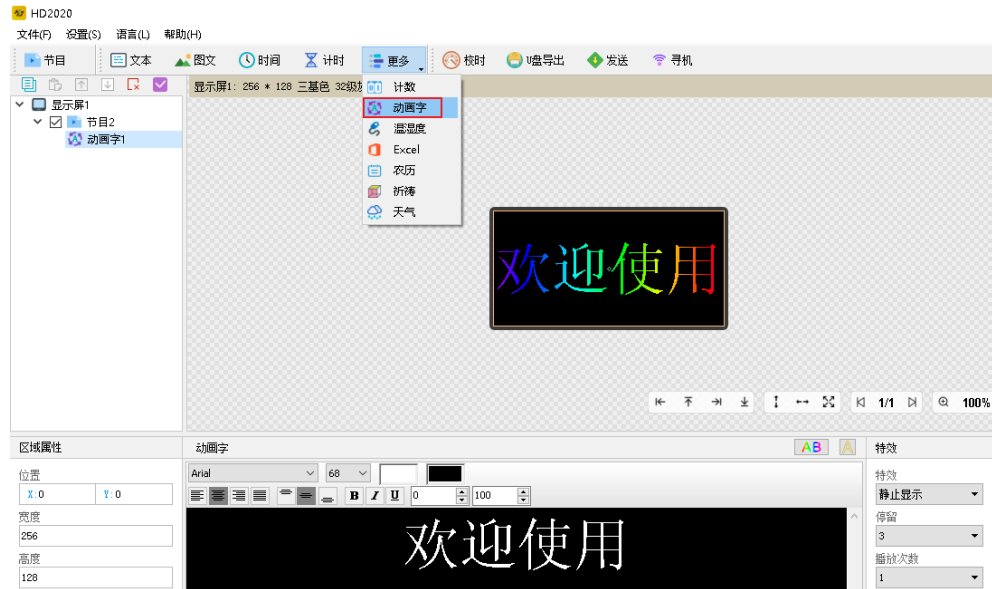 HD2020
文件(F) 设置(S) 语言(L) 帮助(H)
节目 文本 图文 时间 计时 更多 校时 U盘导出 发送 寻机
显示屏1: 256 * 128 三基色 32级
计数
动画字
温湿度
Excel
农历
祈祷
天气
显示屏1
节目2
动画字1
欢迎使用
1/1 100%
区域属性
位置
X:0 Y:0
宽度
256
高度
128
动画字 AB A
Arial 68
B I U 0 100
欢迎使用
特效
特效
静止显示
停留
3
播放次数
1